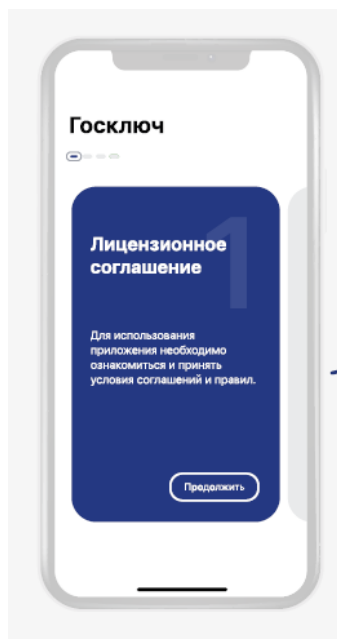 Госключ
1
Лицензионное
соглашение
Для использования
приложения необходимо
ознакомиться и принять
условия соглашений и правил.
Продолжить